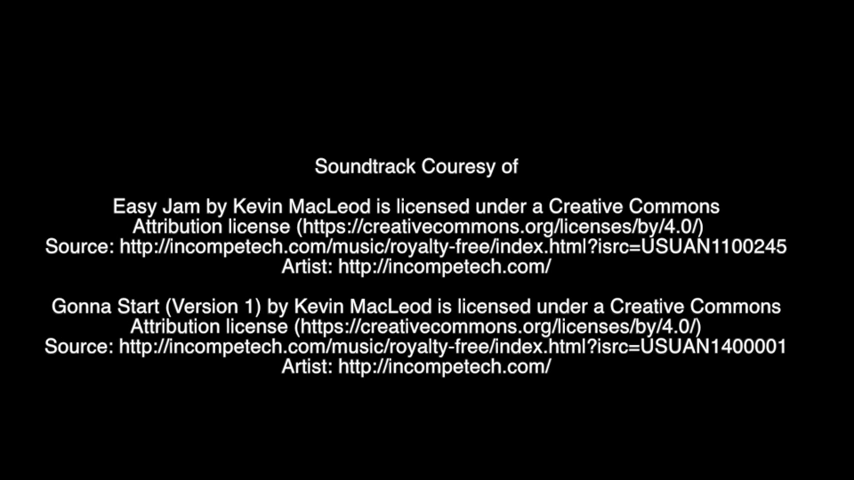 Soundtrack Couresy of
Easy Jam by Kevin MacLeod is licensed under a Creative Commons
Attribution license (https://creativecommons.org/licenses/by/4.0/)
Source: http://incompetech.com/music/royalty-free/index.html?isrc=USUAN1100245
Artist: http://incompetech.com/
Gonna Start (Version 1) by Kevin MacLeod is licensed under a Creative Commons
Attribution license (https://creativecommons.org/licenses/by/4.0/)
Source: http://incompetech.com/music/royalty-free/index.html?isrc=USUAN1400001
Artist: http://incompetech.com/